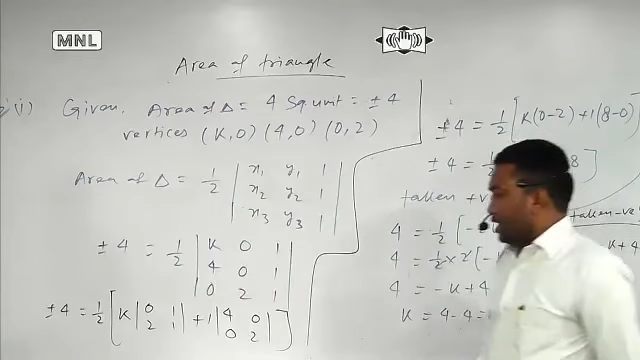 MNL
Area of triangle
(i) Given, Area of Δ = 4 Sq unit = ±4
vertices (K,0) (4,0) (0,2)
Area of Δ = 1/2 | x1 y1 1 |
| x2 y2 1 |
| x3 y3 1 |
±4 = 1/2 | K 0 1 |
| 4 0 1 |
| 0 2 1 |
±4 = 1/2 [ K | 0 1 | + 1 | 4 0 | ]
| 2 1 | | 0 2 |
±4 = 1/2 [ K(0-2) + 1(8-0)
±4 = 1/2 8 ]
taken +v
taken -ve
4 = 1/2 [ -2
K + 4
4 = 1/2 × 2 [ -K
4 = -K + 4
K = 4 - 4 =